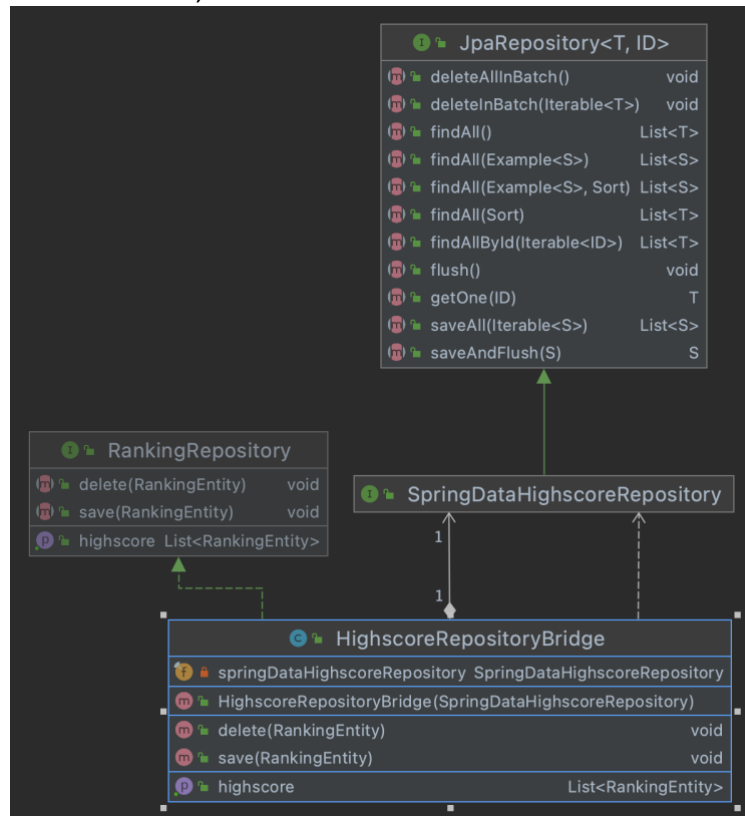 JpaRepository<T, ID>
deleteAllInBatch() void
deleteInBatch(Iterable<T>) void
findAll() List<T>
findAll(Example<S>) List<S>
findAll(Example<S>, Sort) List<S>
findAll(Sort) List<T>
findAllById(Iterable<ID>) List<T>
flush() void
getOne(ID) T
saveAll(Iterable<S>) List<S>
saveAndFlush(S) S
RankingRepository
delete(RankingEntity) void
save(RankingEntity) void
highscore List<RankingEntity>
SpringDataHighscoreRepository
1
1
HighscoreRepositoryBridge
springDataHighscoreRepository SpringDataHighscoreRepository
HighscoreRepositoryBridge(SpringDataHighscoreRepository)
delete(RankingEntity) void
save(RankingEntity) void
highscore List<RankingEntity>